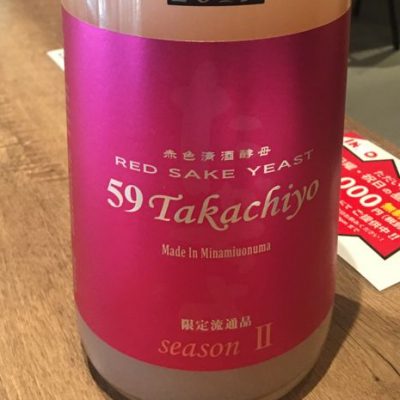 赤色清酒酵母
RED SAKE YEAST
59 Takachiyo
Made In Minamiuonuma
限定流通品
season II